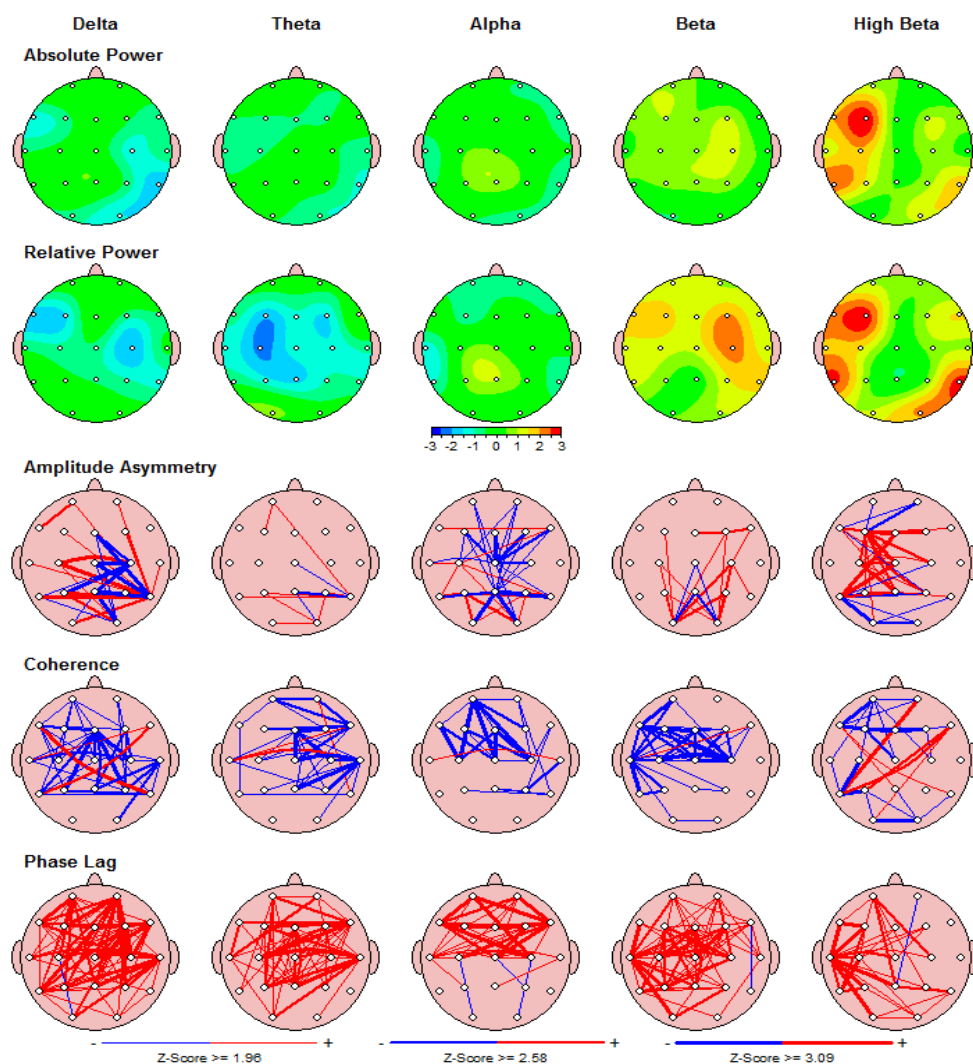 Delta Theta Alpha Beta High Beta
Absolute Power
Relative Power
-3 -2 -1 0 1 2 3
Amplitude Asymmetry
Coherence
Phase Lag
- + - + - +
Z-Score >= 1.96 Z-Score >= 2.58 Z-Score >= 3.09